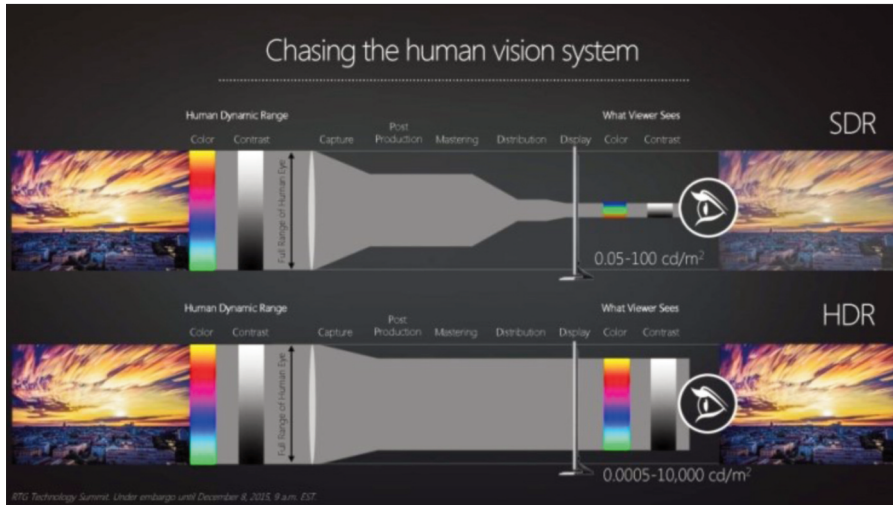 Chasing the human vision system
Human Dynamic Range
What Viewer Sees
SDR
Color
Contrast
Capture
Post
Production
Mastering
Distribution
Display
Color
Contrast
Full Range of Human Eye
0.05-100 cd/m²
Human Dynamic Range
What Viewer Sees
HDR
Color
Contrast
Capture
Post
Production
Mastering
Distribution
Display
Color
Contrast
Full Range of Human Eye
0.0005-10,000 cd/m²
RTG Technology Summit. Under embargo until December 8, 2015, 9 a.m. EST.